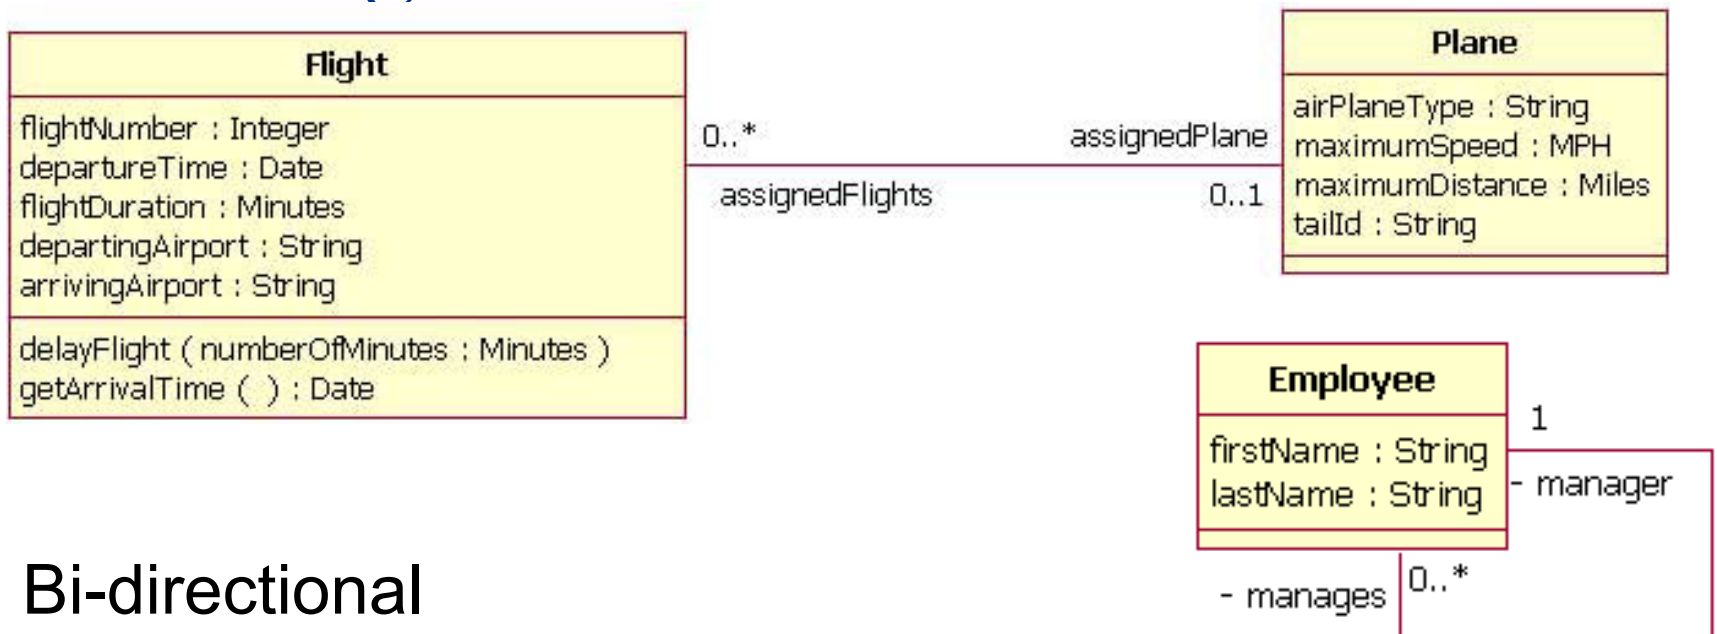 Flight
flightNumber : Integer
departureTime : Date
flightDuration : Minutes
departingAirport : String
arrivingAirport : String
delayFlight ( numberOfMinutes : Minutes )
getArrivalTime ( ) : Date
0..*
assignedFlights
assignedPlane
0..1
Plane
airPlaneType : String
maximumSpeed : MPH
maximumDistance : Miles
tailId : String
Employee
firstName : String
lastName : String
1
- manager
- manages
0..*
Bi-directional